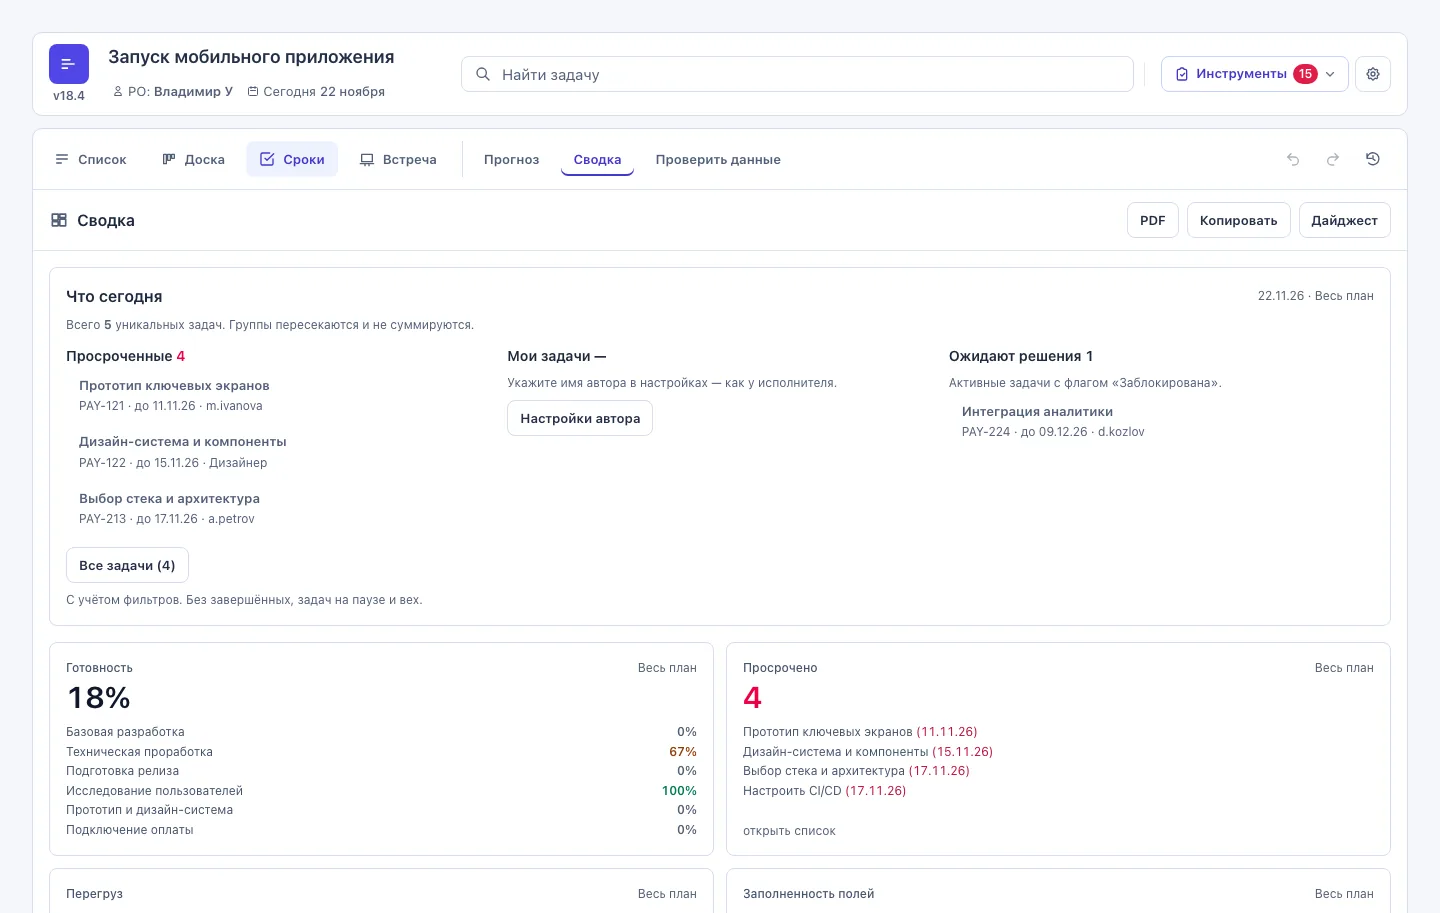 Запуск мобильного приложения
v18.4
PO: Владимир У
Сегодня 22 ноября
Найти задачу
Инструменты 15
Список
Доска
Сроки
Встреча
Прогноз
Сводка
Проверить данные
Сводка
PDF
Копировать
Дайджест
Что сегодня
22.11.26 · Весь план
Всего 5 уникальных задач. Группы пересекаются и не суммируются.
Просроченные 4
Прототип ключевых экранов
PAY-121 · до 11.11.26 · m.ivanova
Дизайн-система и компоненты
PAY-122 · до 15.11.26 · Дизайнер
Выбор стека и архитектура
PAY-213 · до 17.11.26 · a.petrov
Все задачи (4)
С учётом фильтров. Без завершённых, задач на паузе и вех.
Мои задачи —
Укажите имя автора в настройках — как у исполнителя.
Настройки автора
Ожидают решения 1
Активные задачи с флагом «Заблокирована».
Интеграция аналитики
PAY-224 · до 09.12.26 · d.kozlov
Готовность
Весь план
18%
Базовая разработка 0%
Техническая проработка 67%
Подготовка релиза 0%
Исследование пользователей 100%
Прототип и дизайн-система 0%
Подключение оплаты 0%
Просрочено
Весь план
4
Прототип ключевых экранов (11.11.26)
Дизайн-система и компоненты (15.11.26)
Выбор стека и архитектура (17.11.26)
Настроить CI/CD (17.11.26)
открыть список
Перегруз
Весь план
Заполненность полей
Весь план